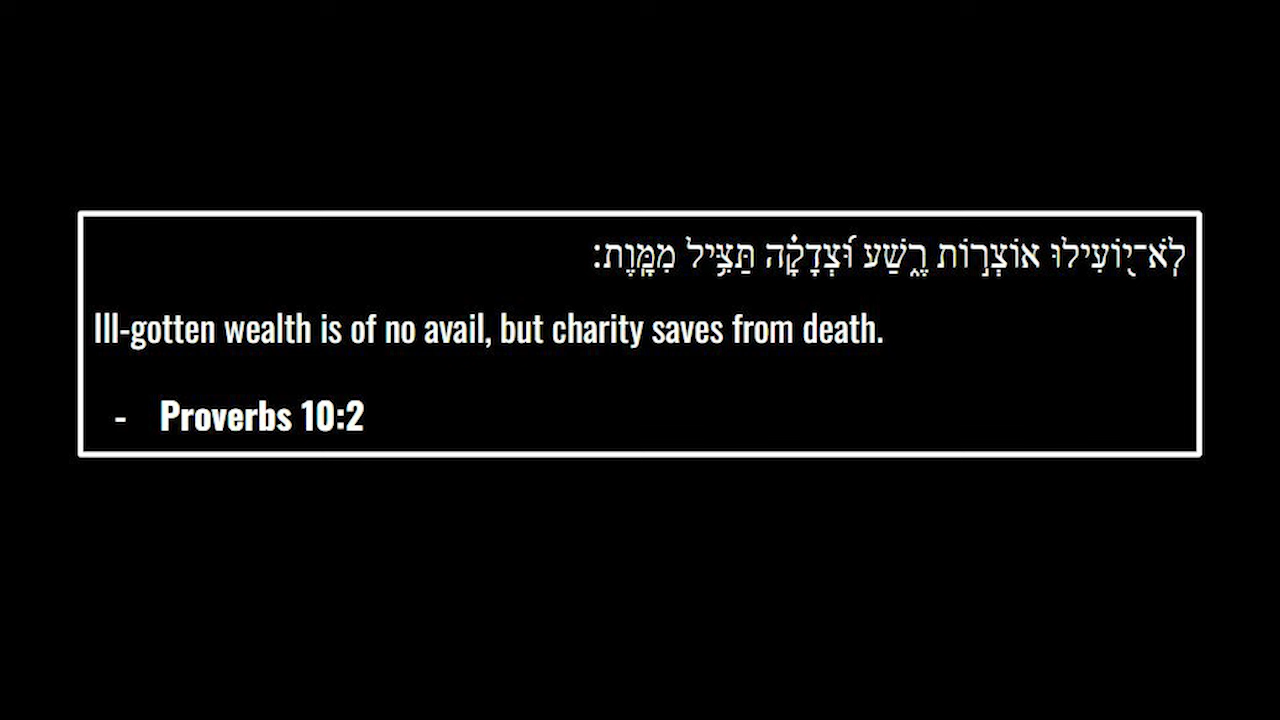 לֹֽא־י֭וֹעִילוּ אוֹצְר֣וֹת רֶ֑שַׁע וּ֝צְדָקָ֗ה תַּצִּ֥יל מִמָּֽוֶת׃
Ill-gotten wealth is of no avail, but charity saves from death.
- Proverbs 10:2